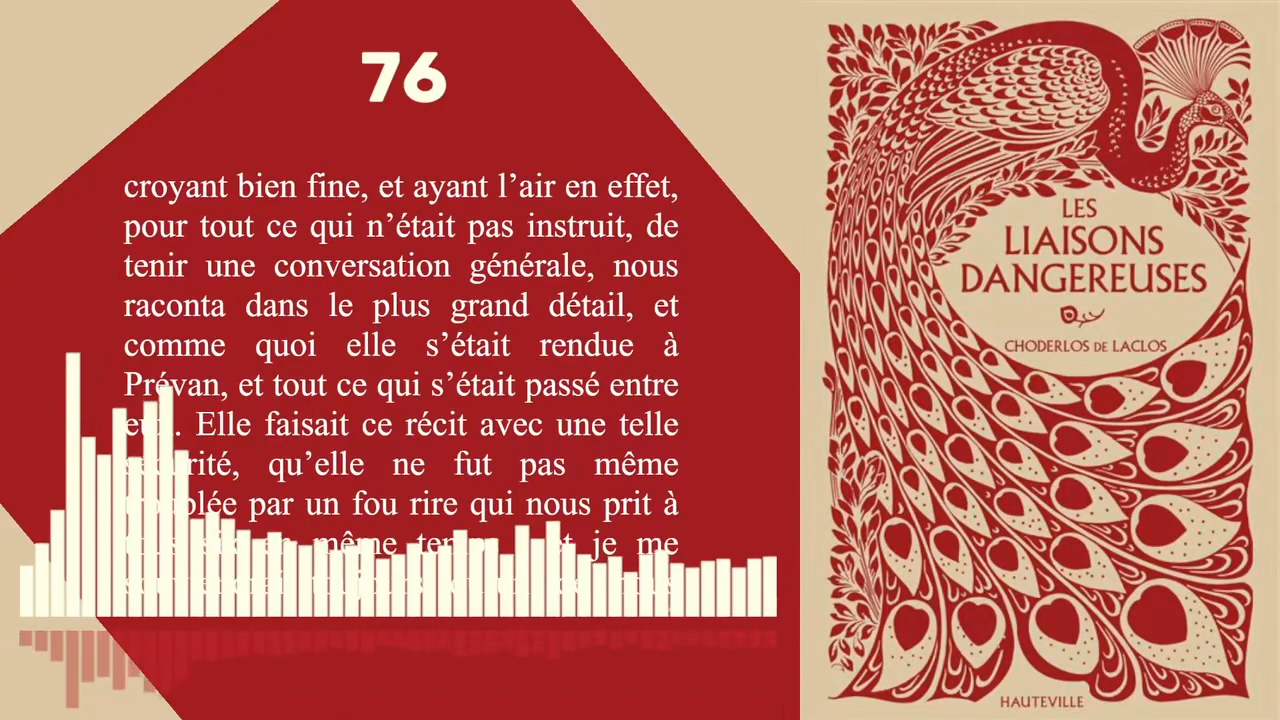 76
croyant bien fine, et ayant l’air en effet,
pour tout ce qui n’était pas instruit, de
tenir une conversation générale, nous
raconta dans le plus grand détail, et
comme quoi elle s’était rendue à
Prévan, et tout ce qui s’était passé entre
Elle faisait ce récit avec une telle
qu’elle ne fut pas même
par un fou rire qui nous prit à
même je me
LES
LIAISONS
DANGEREUSES
CHODERLOS DE LACLOS
HAUTEVILLE